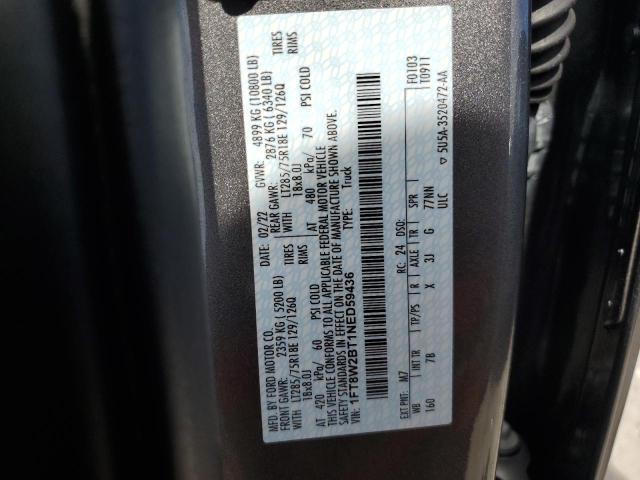 MFD. BY FORD MOTOR CO.
DATE: 02/22 GVWR: 4899 KG (10800 LB)
FRONT GAWR: 2359 KG ( 5200 LB) REAR GAWR: 2876 KG ( 6340 LB)
WITH LT285/75R18E 129/126Q WITH LT285/75R18E 129/126Q TIRES
18x8.0J 18x8.0J RIMS
AT 420 kPa/ 60 PSI COLD AT 480 kPa/ 70 PSI COLD
THIS VEHICLE CONFORMS TO ALL APPLICABLE FEDERAL MOTOR VEHICLE
SAFETY STANDARDS IN EFFECT ON THE DATE OF MANUFACTURE SHOWN ABOVE.
VIN: 1FT8W2BT1NED59436 TYPE: Truck
TIRES
RIMS
F0103
T0911
EXT PNT: M7 RC: 24 DSO:
WB INT TR TP/PS R AXLE TR SPR
160 7B X 3J G 77NN
ULC
▽ 5U5A-3520472-AA